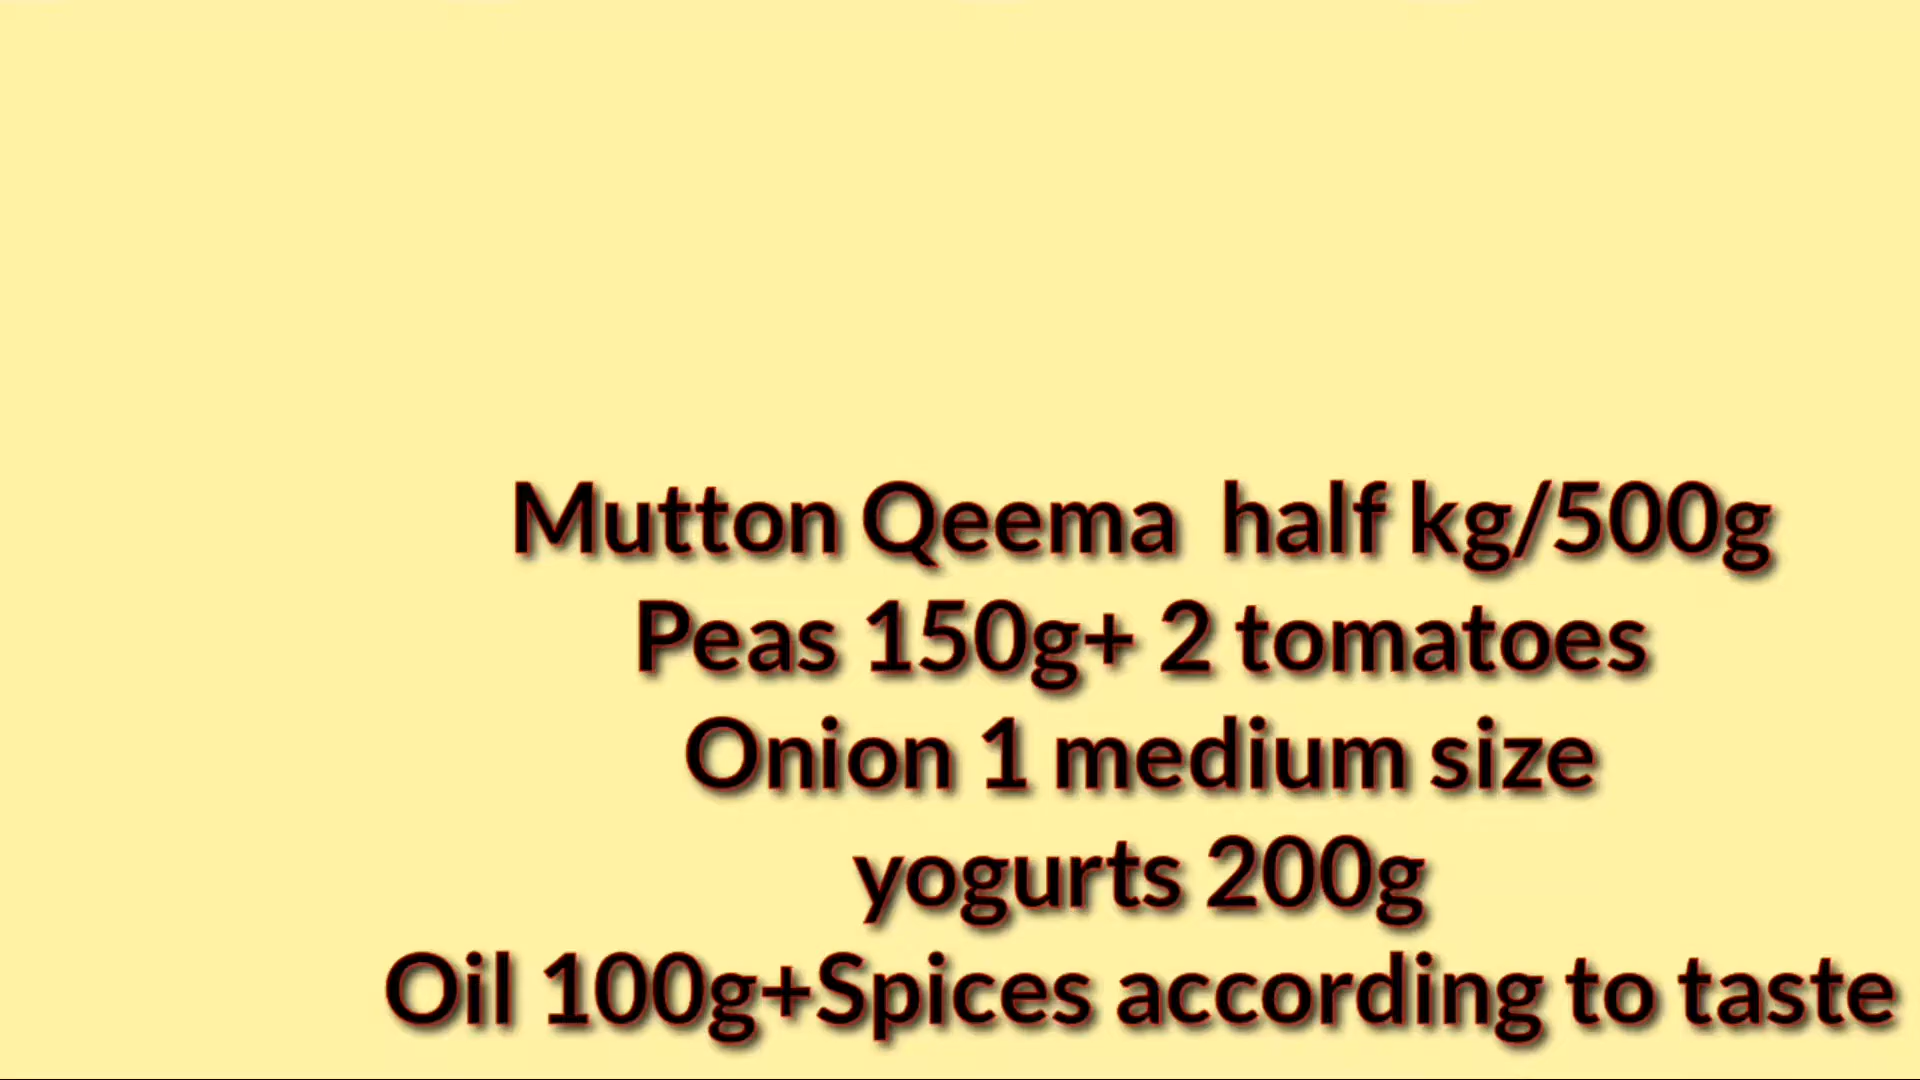 Mutton Qeema  half kg/500g
Peas 150g+ 2 tomatoes
Onion 1 medium size
yogurts 200g
Oil 100g+Spices according to taste